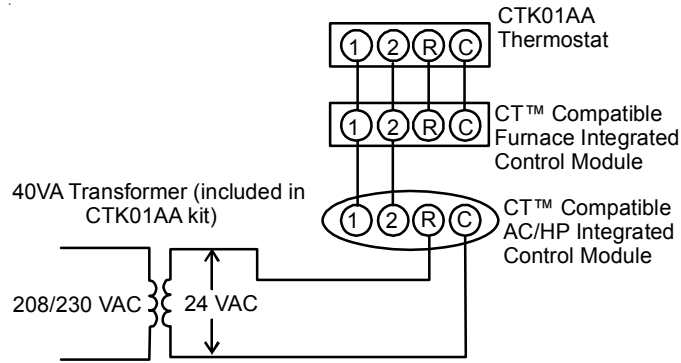 CTK01AA
Thermostat
1 2 R C
1 2 R C
CT™ Compatible
Furnace Integrated
Control Module
40VA Transformer (included in
CTK01AA kit)
1 2 R C
CT™ Compatible
AC/HP Integrated
Control Module
208/230 VAC
24 VAC